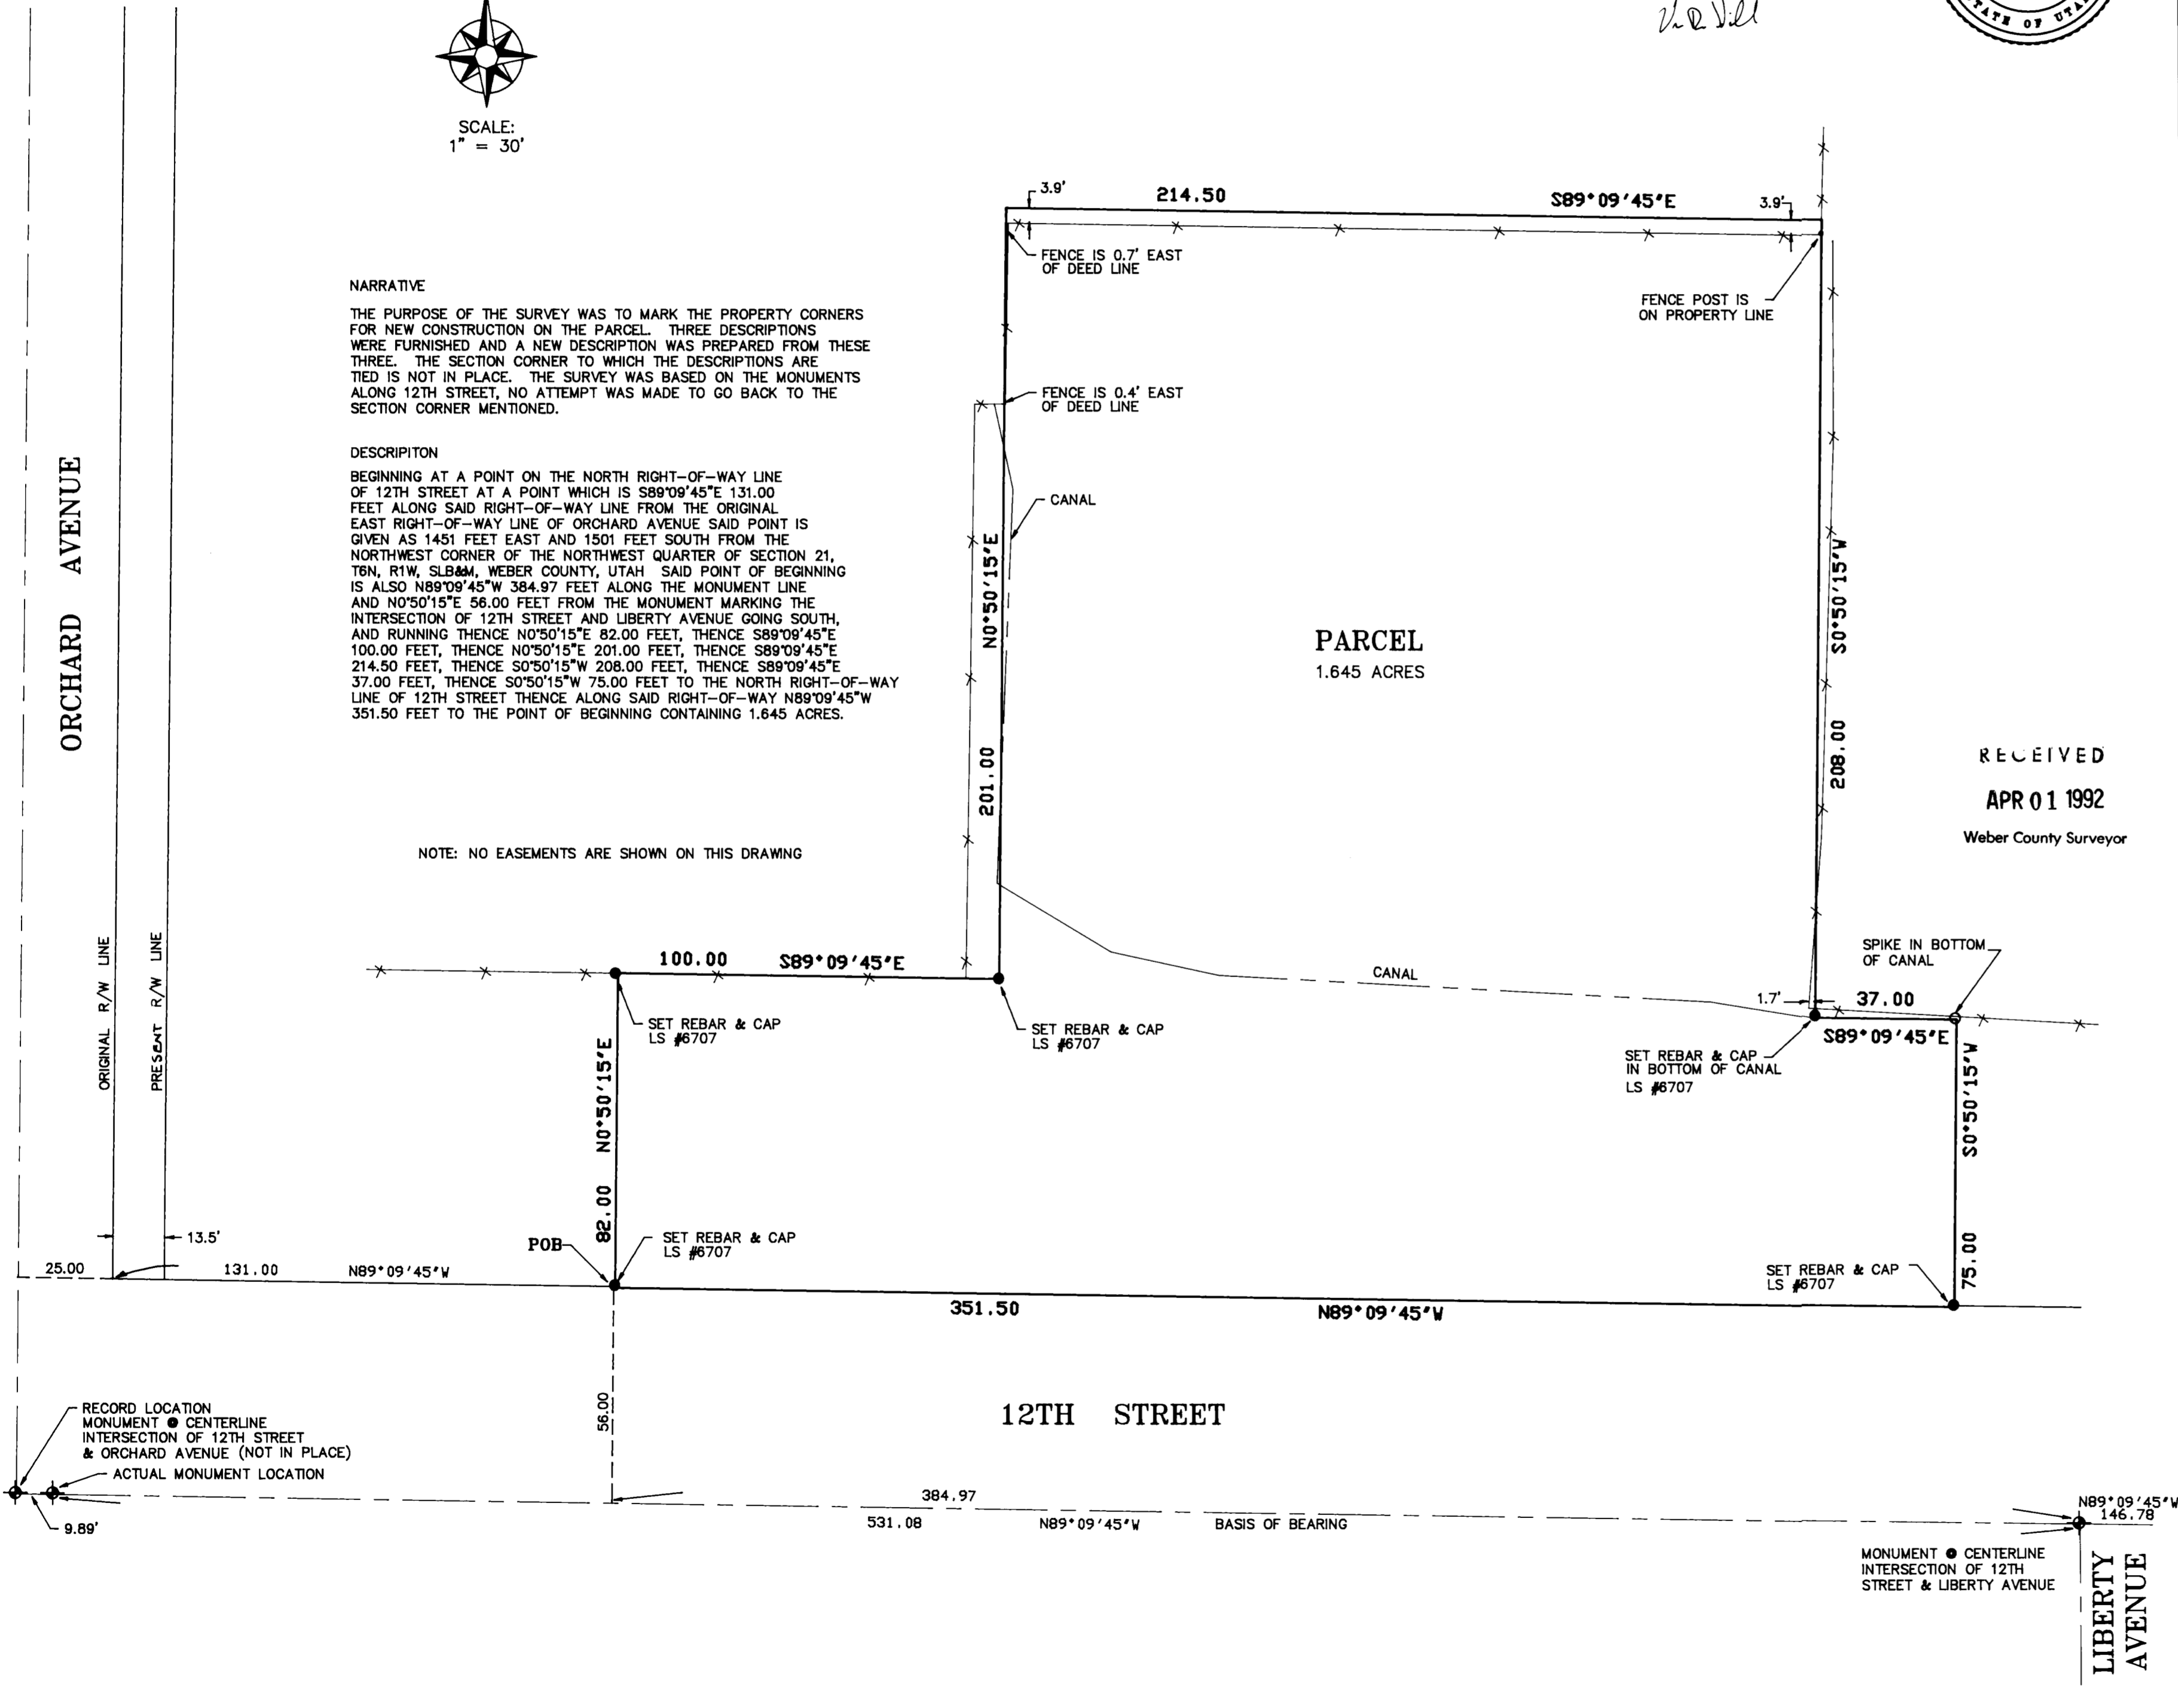 STATE OF UTAH
SCALE:
1" = 30'
3.9'
214.50
S89°09'45"E
3.9'
FENCE IS 0.7' EAST
OF DEED LINE
FENCE POST IS
ON PROPERTY LINE
NARRATIVE
THE PURPOSE OF THE SURVEY WAS TO MARK THE PROPERTY CORNERS
FOR NEW CONSTRUCTION ON THE PARCEL. THREE DESCRIPTIONS
WERE FURNISHED AND A NEW DESCRIPTION WAS PREPARED FROM THESE
THREE. THE SECTION CORNER TO WHICH THE DESCRIPTIONS ARE
TIED IS NOT IN PLACE. THE SURVEY WAS BASED ON THE MONUMENTS
ALONG 12TH STREET, NO ATTEMPT WAS MADE TO GO BACK TO THE
SECTION CORNER MENTIONED.
FENCE IS 0.4' EAST
OF DEED LINE
DESCRIPITON
BEGINNING AT A POINT ON THE NORTH RIGHT-OF-WAY LINE
OF 12TH STREET AT A POINT WHICH IS S89°09'45"E 131.00
FEET ALONG SAID RIGHT-OF-WAY LINE FROM THE ORIGINAL
EAST RIGHT-OF-WAY LINE OF ORCHARD AVENUE SAID POINT IS
GIVEN AS 1451 FEET EAST AND 1501 FEET SOUTH FROM THE
NORTHWEST CORNER OF THE NORTHWEST QUARTER OF SECTION 21,
T6N, R1W, SLB&M, WEBER COUNTY, UTAH SAID POINT OF BEGINNING
IS ALSO N89°09'45"W 384.97 FEET ALONG THE MONUMENT LINE
AND N0°50'15"E 56.00 FEET FROM THE MONUMENT MARKING THE
INTERSECTION OF 12TH STREET AND LIBERTY AVENUE GOING SOUTH,
AND RUNNING THENCE N0°50'15"E 82.00 FEET, THENCE S89°09'45"E
100.00 FEET, THENCE N0°50'15"E 201.00 FEET, THENCE S89°09'45"E
214.50 FEET, THENCE S0°50'15"W 208.00 FEET, THENCE S89°09'45"E
37.00 FEET, THENCE S0°50'15"W 75.00 FEET TO THE NORTH RIGHT-OF-WAY
LINE OF 12TH STREET THENCE ALONG SAID RIGHT-OF-WAY N89°09'45"W
351.50 FEET TO THE POINT OF BEGINNING CONTAINING 1.645 ACRES.
CANAL
N0°50'15"E
201.00
PARCEL
1.645 ACRES
S0°50'15"W
208.00
ORCHARD AVENUE
RECEIVED
APR 01 1992
Weber County Surveyor
NOTE: NO EASEMENTS ARE SHOWN ON THIS DRAWING
ORIGINAL R/W LINE
PRESENT R/W LINE
100.00
S89°09'45"E
CANAL
SPIKE IN BOTTOM
OF CANAL
1.7'
37.00
S89°09'45"E
SET REBAR & CAP
LS #6707
SET REBAR & CAP
LS #6707
SET REBAR & CAP
IN BOTTOM OF CANAL
LS #6707
N0°50'15"E
82.00
S0°50'15"W
75.00
13.5'
POB
SET REBAR & CAP
LS #6707
SET REBAR & CAP
LS #6707
25.00
131.00
N89°09'45"W
351.50
N89°09'45"W
56.00
12TH STREET
RECORD LOCATION
MONUMENT @ CENTERLINE
INTERSECTION OF 12TH STREET
& ORCHARD AVENUE (NOT IN PLACE)
ACTUAL MONUMENT LOCATION
9.89'
384.97
531.08
N89°09'45"W
BASIS OF BEARING
N89°09'45"W
146.78
MONUMENT @ CENTERLINE
INTERSECTION OF 12TH
STREET & LIBERTY AVENUE
LIBERTY
AVENUE